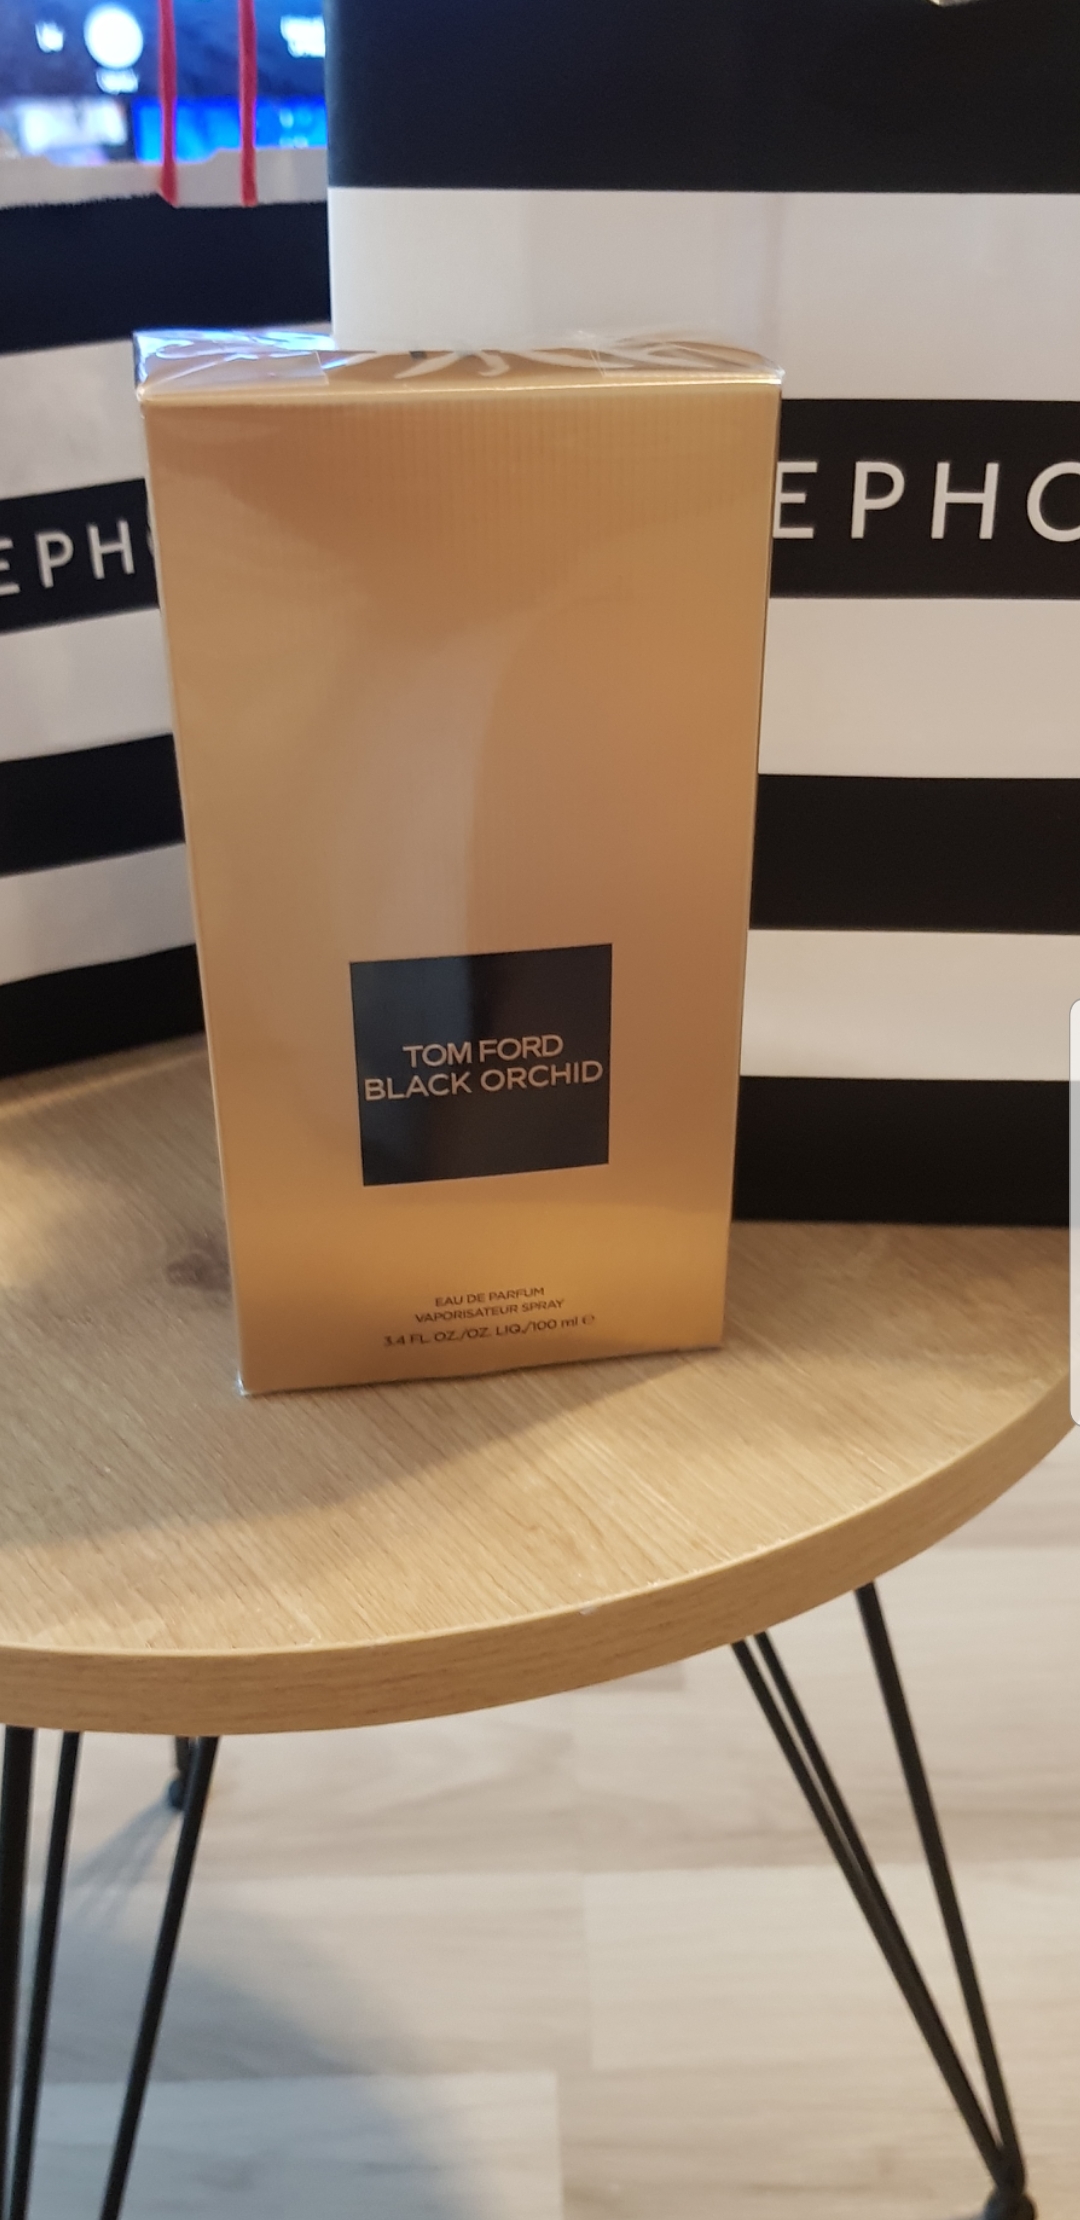 EPHO
EPH
TOM FORD
BLACK ORCHID
EAU DE PARFUM
VAPORISATEUR SPRAY
3.4 FL. OZ./OZ. LIQ./100 ml ℮